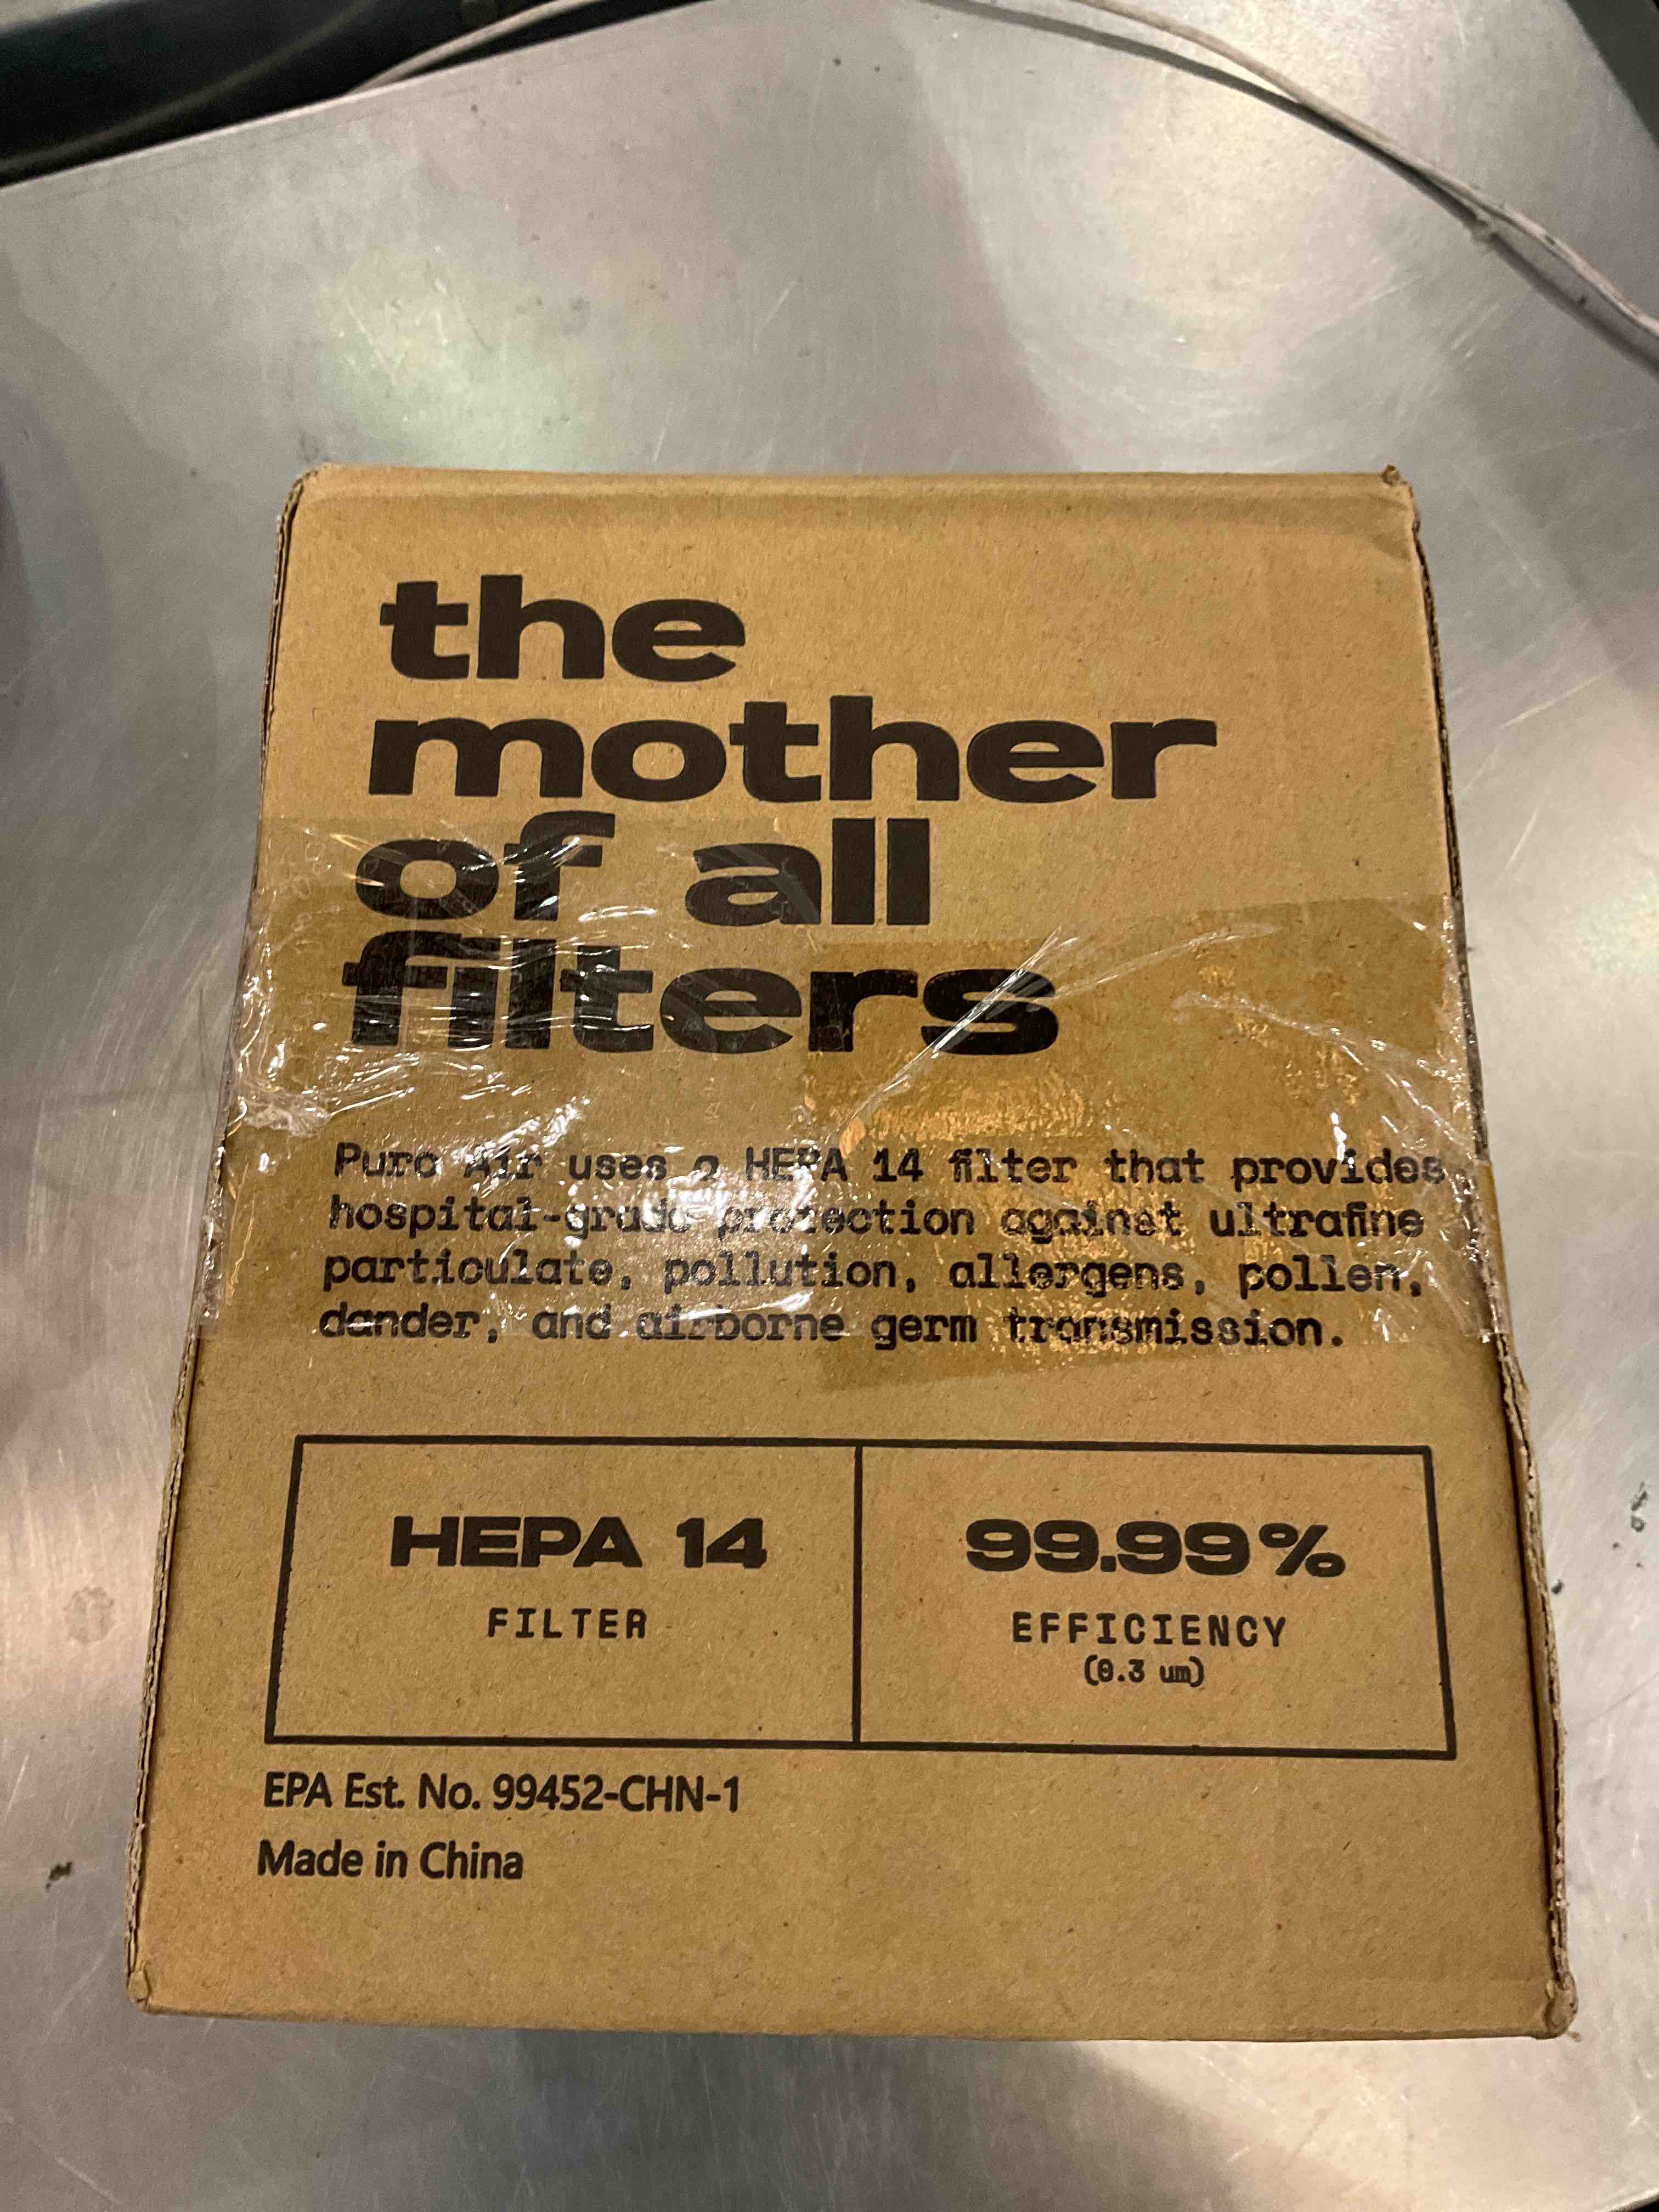 the
mother
of all
filters
Puro Air uses a HEPA 14 filter that provides
hospital-grade protection against ultrafine
particulate, pollution, allergens, pollen,
dander, and airborne germ transmission.
HEPA 14
FILTER
99.99%
EFFICIENCY
(0.3 um)
EPA Est. No. 99452-CHN-1
Made in China